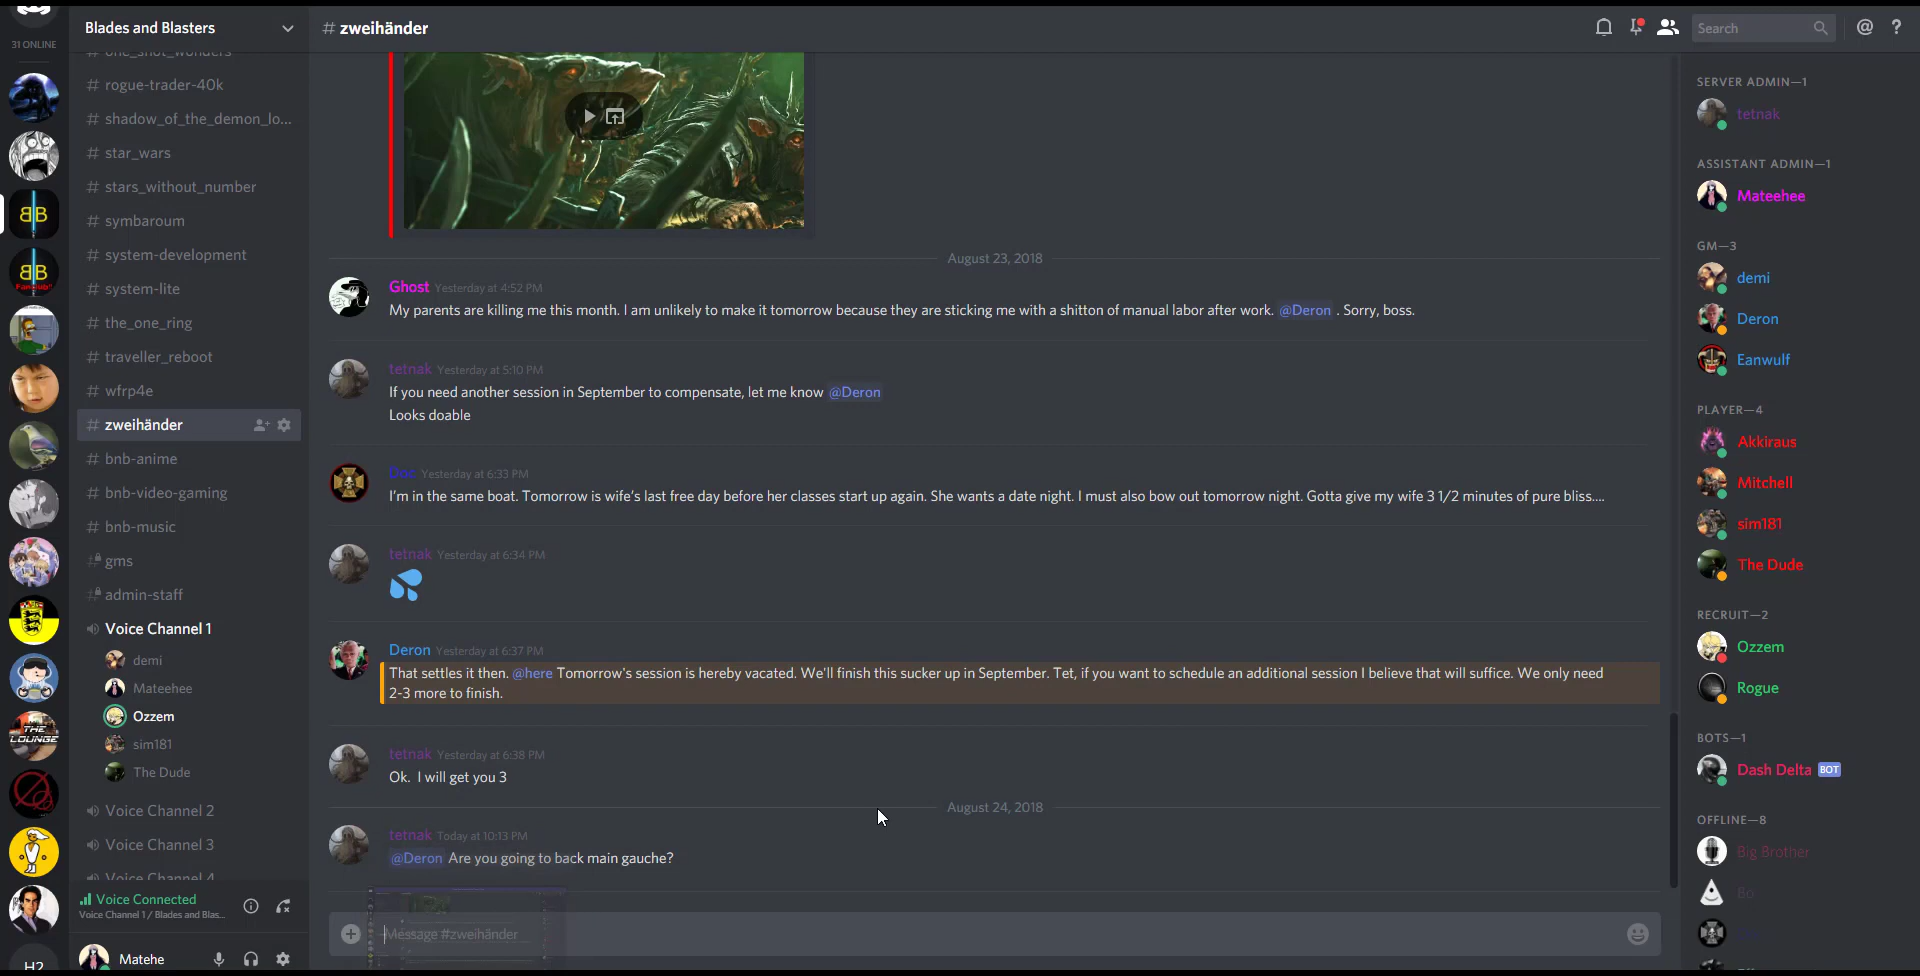 31 ONLINE
Blades and Blasters
# one_shot_wonders
# rogue-trader-40k
# shadow_of_the_demon_lo...
# star_wars
# stars_without_number
# symbaroum
# system-development
# system-lite
# the_one_ring
# traveller_reboot
# wfrp4e
# zweihänder
# bnb-anime
# bnb-video-gaming
# bnb-music
gms
admin-staff
Voice Channel 1
demi
Mateehee
Ozzem
sim181
The Dude
Voice Channel 2
Voice Channel 3
Voice Channel 4
Voice Connected
Voice Channel 1 / Blades and Blas...
Matehe
BB
BB
Fanclub!!
THE
LOUNGE
H2
# zweihänder
Search
@ ?
August 23, 2018
Ghost Yesterday at 4:52 PM
My parents are killing me this month. I am unlikely to make it tomorrow because they are sticking me with a shitton of manual labor after work. @Deron . Sorry, boss.
tetnak Yesterday at 5:10 PM
If you need another session in September to compensate, let me know @Deron
Looks doable
Doc Yesterday at 6:33 PM
I'm in the same boat. Tomorrow is wife's last free day before her classes start up again. She wants a date night. I must also bow out tomorrow night. Gotta give my wife 3 1/2 minutes of pure bliss....
tetnak Yesterday at 6:34 PM
Deron Yesterday at 6:37 PM
That settles it then. @here Tomorrow's session is hereby vacated. We'll finish this sucker up in September. Tet, if you want to schedule an additional session I believe that will suffice. We only need
2-3 more to finish.
tetnak Yesterday at 6:38 PM
Ok. I will get you 3
August 24, 2018
tetnak Today at 10:13 PM
@Deron Are you going to back main gauche?
Message #zweihänder
SERVER ADMIN—1
tetnak
ASSISTANT ADMIN—1
Mateehee
GM—3
demi
Deron
Eanwulf
PLAYER—4
Akkiraus
Mitchell
sim181
The Dude
RECRUIT—2
Ozzem
Rogue
BOTS—1
Dash Delta BOT
OFFLINE—8
Big Brother
Bo